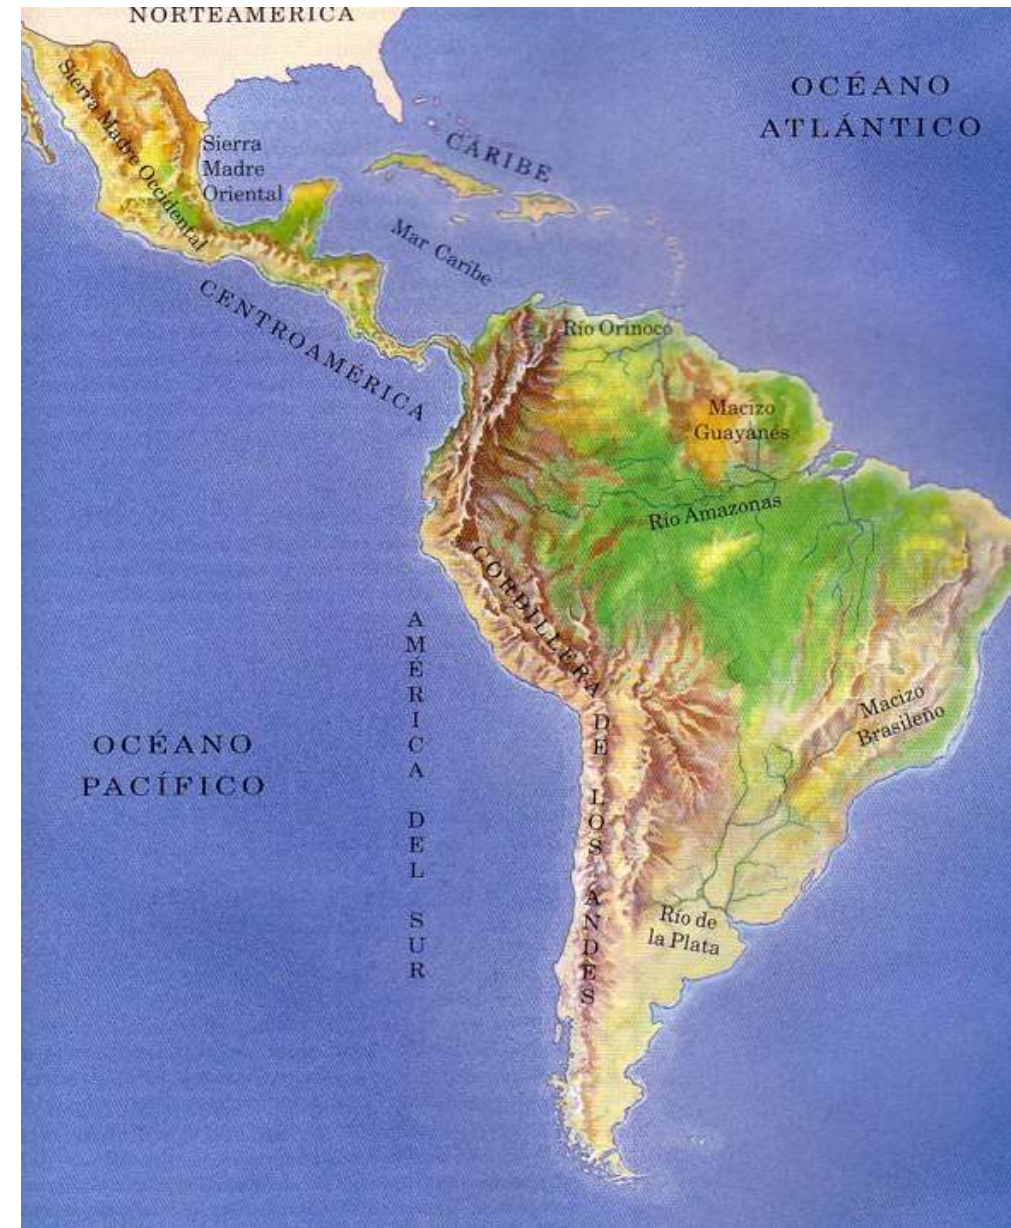 NORTEAMÉRICA
OCÉANO
ATLÁNTICO
Sierra Madre Occidental
Sierra
Madre
Oriental
CARIBE
Mar Caribe
CENTROAMÉRICA
Río Orinoco
Macizo
Guayanés
Río Amazonas
CORDILLERA DE LOS ANDES
AMÉRICA DEL SUR
Macizo
Brasileño
OCÉANO
PACÍFICO
Río de
la Plata